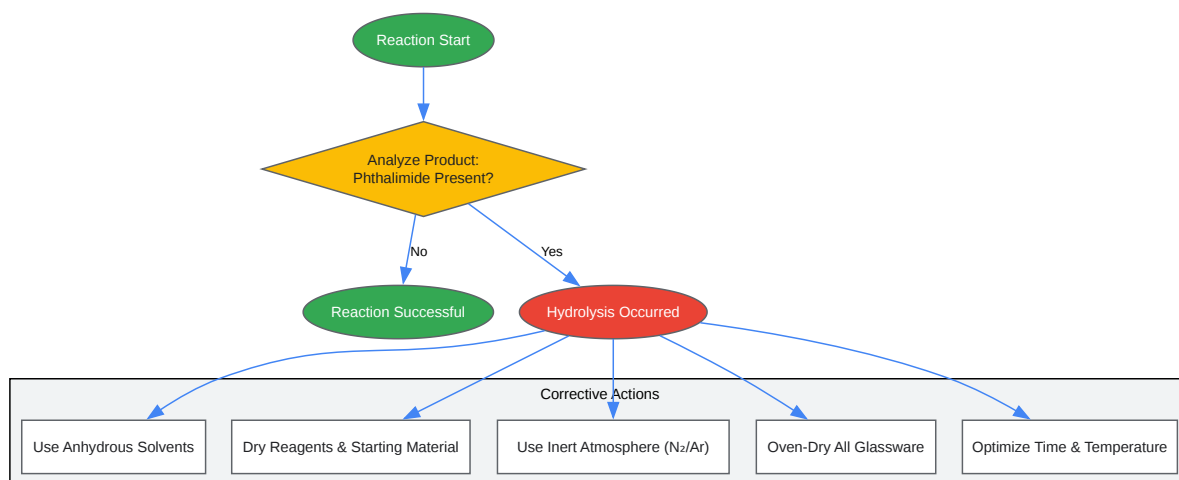 Reaction Start
Analyze Product:
Phthalimide Present?
No
Yes
Reaction Successful
Hydrolysis Occurred
Corrective Actions
Use Anhydrous Solvents
Dry Reagents & Starting Material
Use Inert Atmosphere (N₂/Ar)
Oven-Dry All Glassware
Optimize Time & Temperature